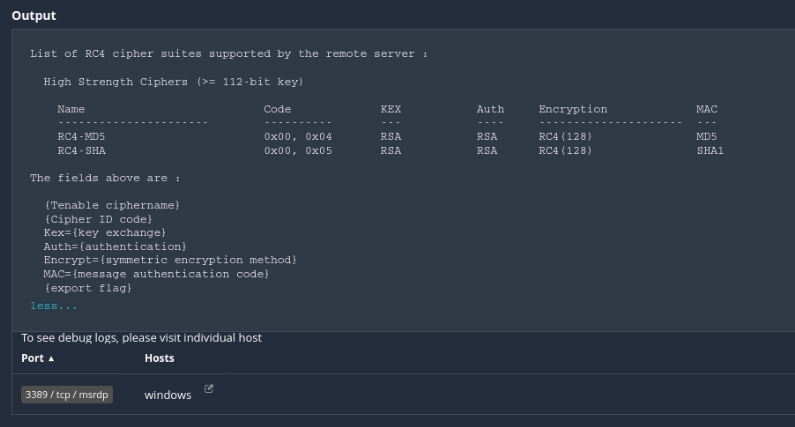 Output
List of RC4 cipher suites supported by the remote server :
High Strength Ciphers (>= 112-bit key)
Name Code KEX Auth Encryption MAC
---------------------- ---------- --- ---- --------------------- ---
RC4-MD5 0x00, 0x04 RSA RSA RC4(128) MD5
RC4-SHA 0x00, 0x05 RSA RSA RC4(128) SHA1
The fields above are :
{Tenable ciphername}
{Cipher ID code}
Kex={key exchange}
Auth={authentication}
Encrypt={symmetric encryption method}
MAC={message authentication code}
{export flag}
less...
To see debug logs, please visit individual host
Port ▲ Hosts
3389 / tcp / msrdp windows